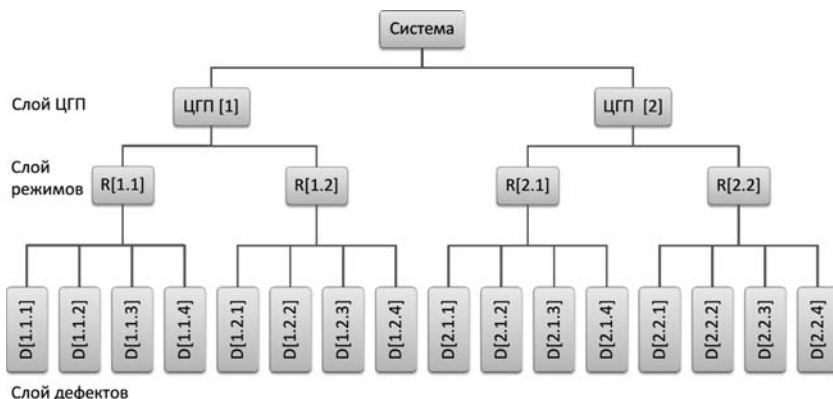 Система
Слой ЦГП
ЦГП [1]
ЦГП [2]
Слой
режимов
R[1.1]
R[1.2]
R[2.1]
R[2.2]
D[1.1.1]
D[1.1.2]
D[1.1.3]
D[1.1.4]
D[1.2.1]
D[1.2.2]
D[1.2.3]
D[1.2.4]
D[2.1.1]
D[2.1.2]
D[2.1.3]
D[2.1.4]
D[2.2.1]
D[2.2.2]
D[2.2.3]
D[2.2.4]
Слой дефектов